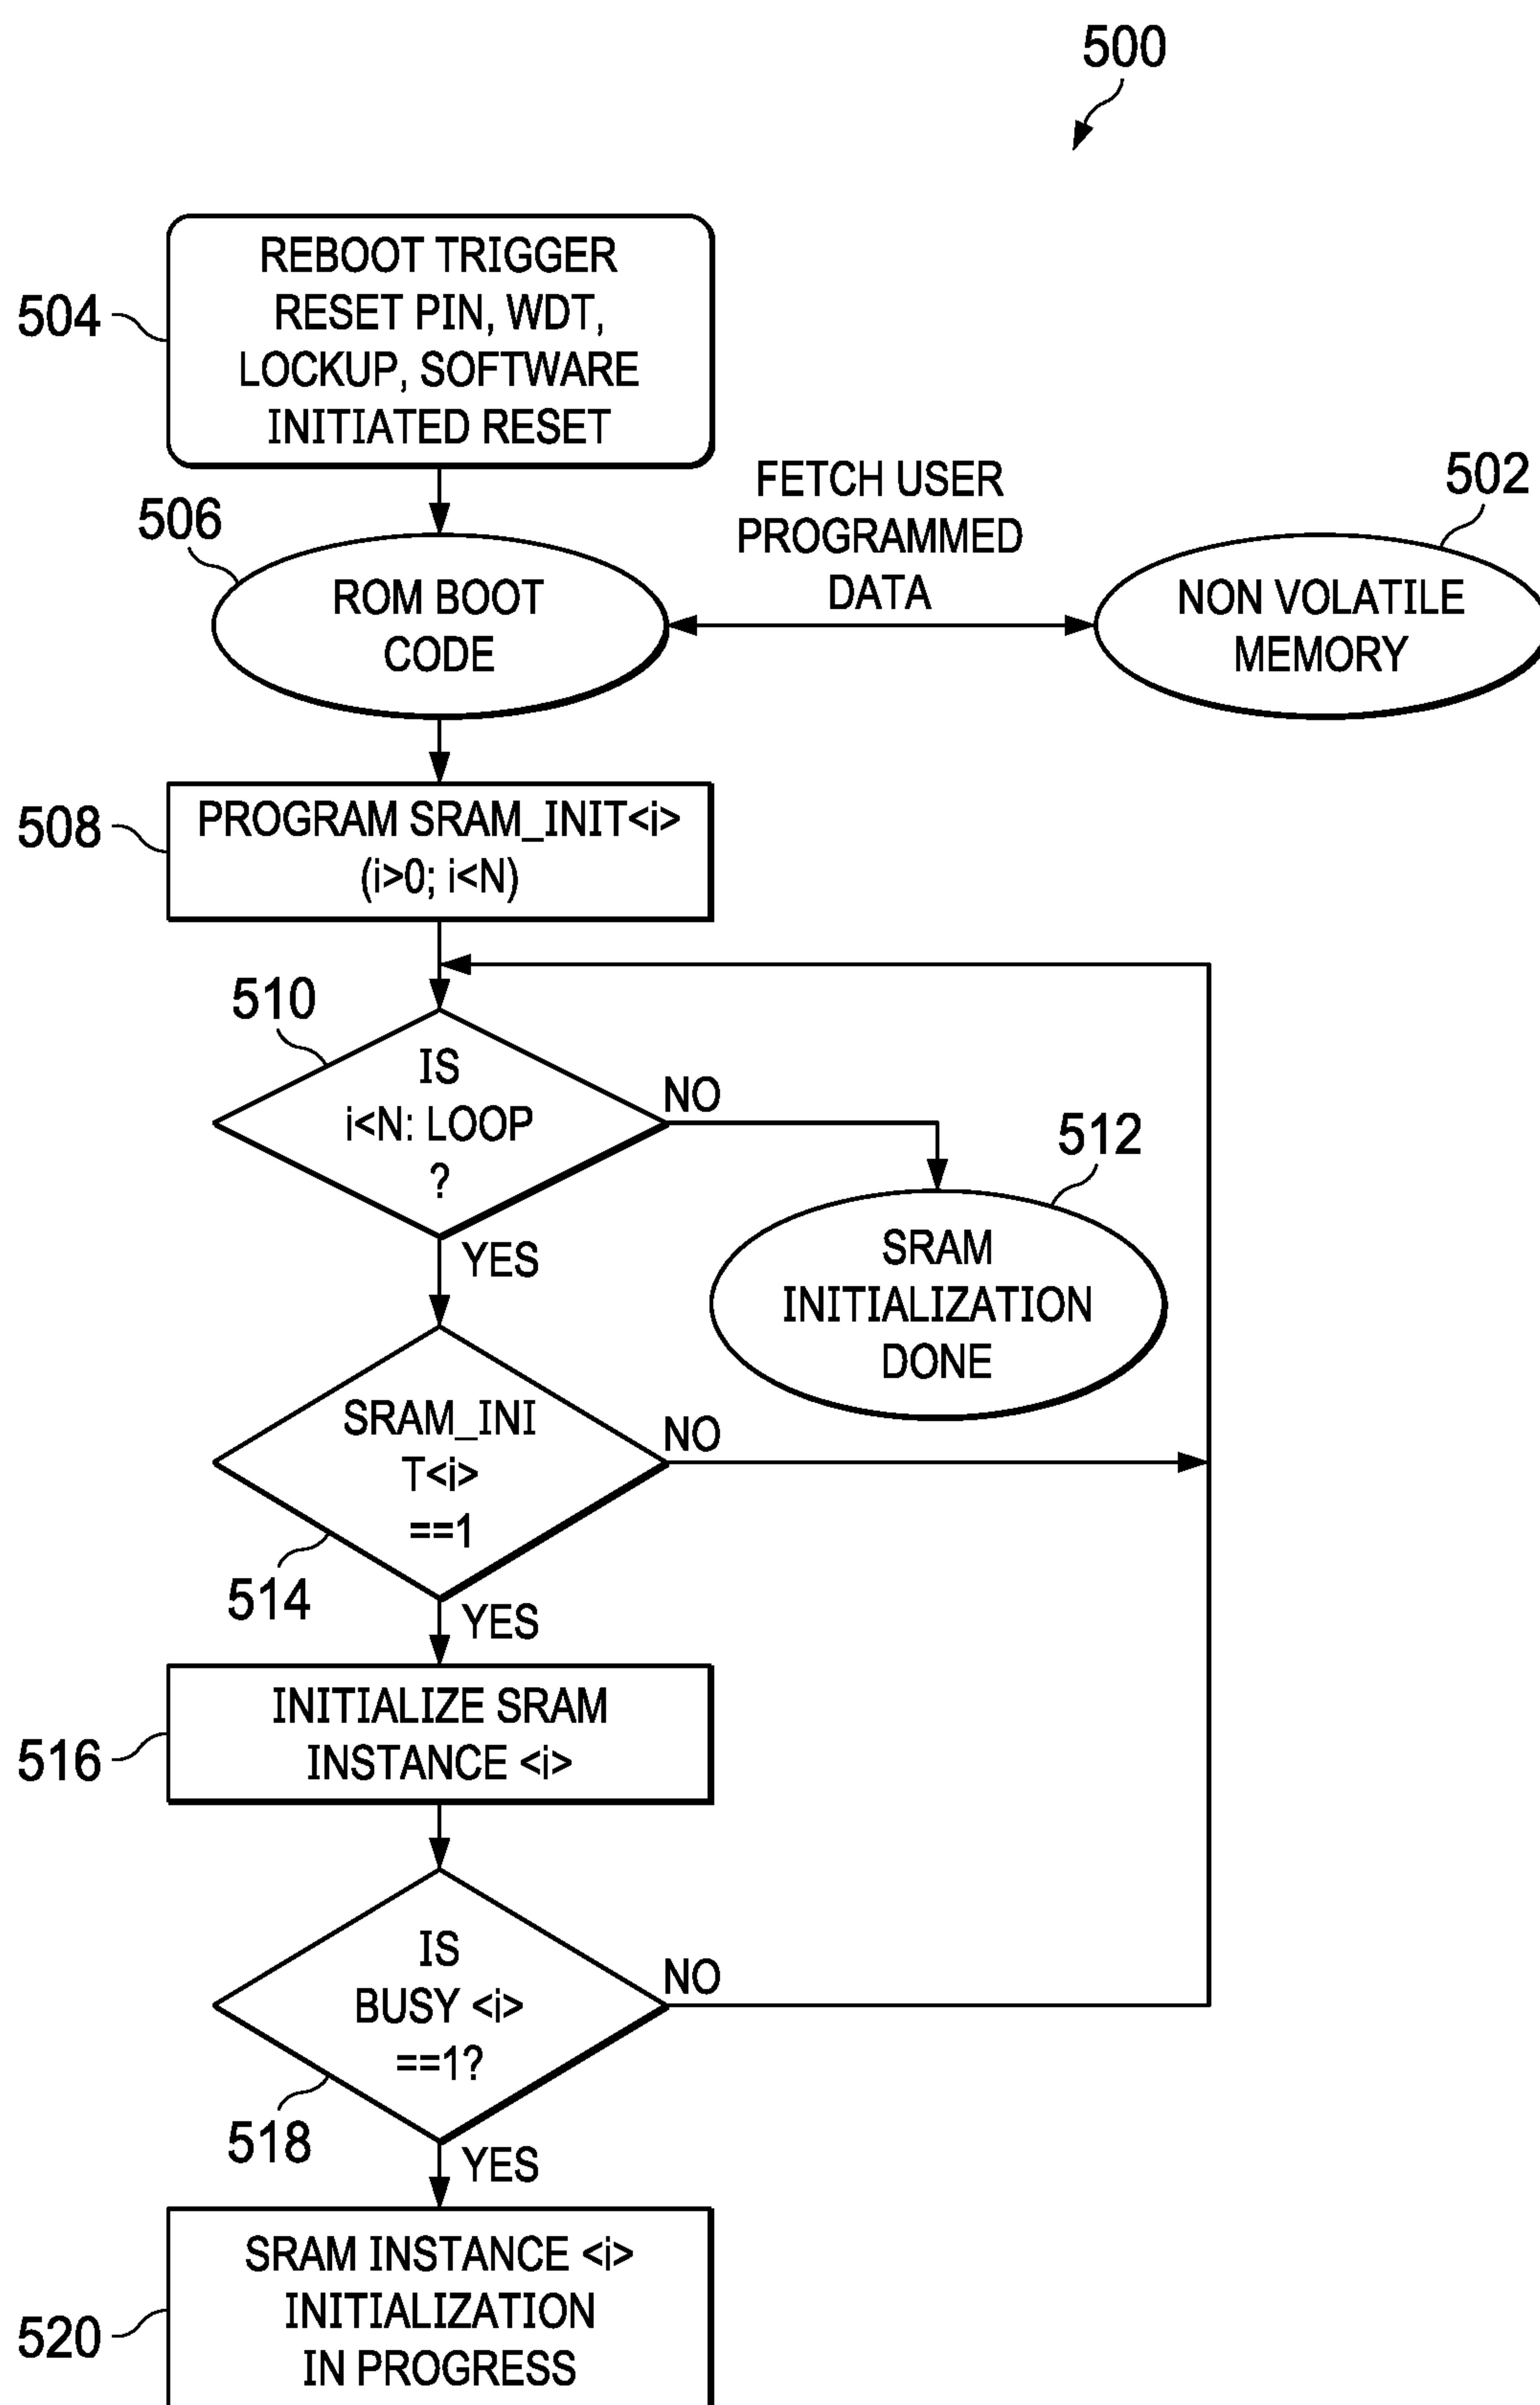 500
504
REBOOT TRIGGER
RESET PIN, WDT,
LOCKUP, SOFTWARE
INITIATED RESET
506
ROM BOOT
CODE
FETCH USER
PROGRAMMED
DATA
502
NON VOLATILE
MEMORY
508
PROGRAM SRAM_INIT<i>
(i>0; i<N)
510
IS
i<N: LOOP
?
NO
YES
512
SRAM
INITIALIZATION
DONE
SRAM_INI
T<i>
==1
NO
514
YES
516
INITIALIZE SRAM
INSTANCE <i>
IS
BUSY <i>
==1?
NO
518
YES
520
SRAM INSTANCE <i>
INITIALIZATION
IN PROGRESS